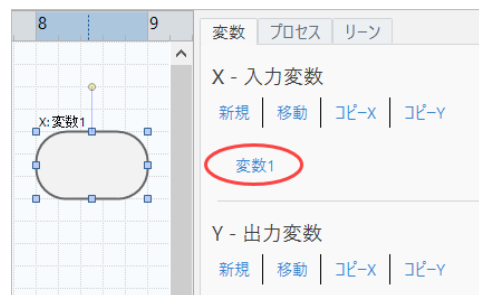 8 9
変数 プロセス リーン
X - 入力変数
新規 移動 コピーX コピーY
X: 変数1
変数1
Y - 出力変数
新規 移動 コピーX コピーY